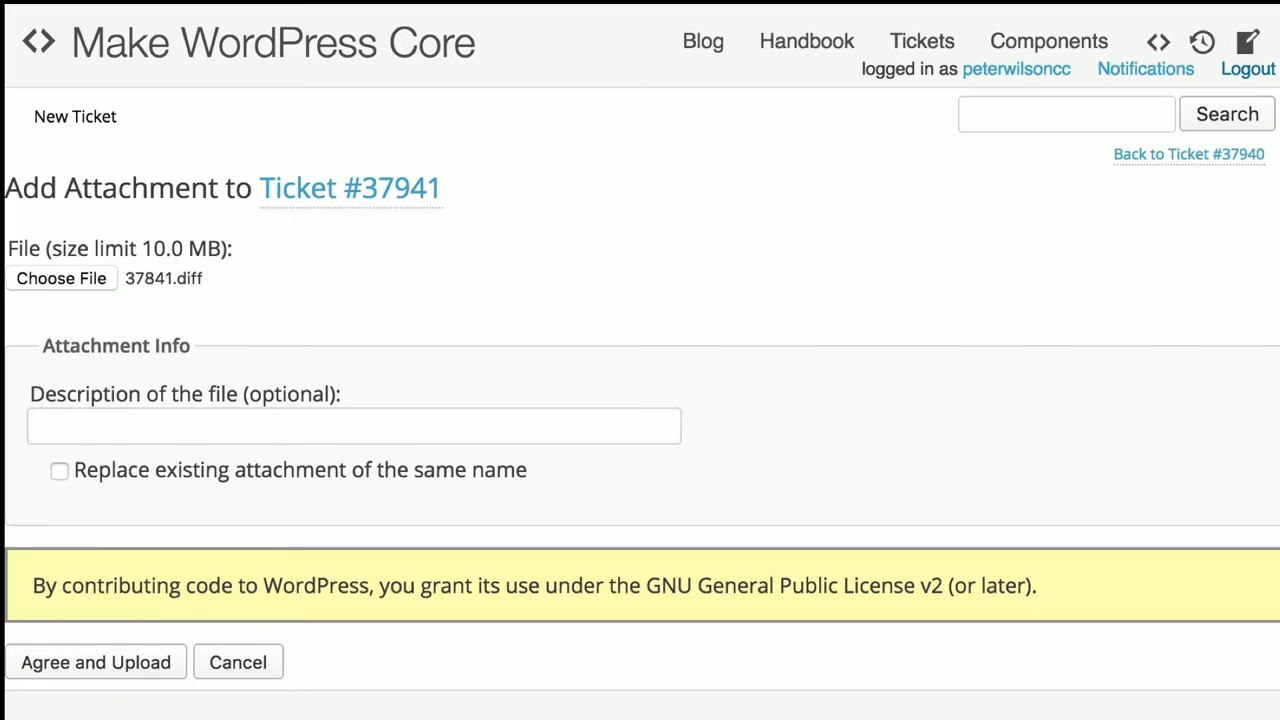 Make WordPress Core
Blog Handbook Tickets Components
logged in as peterwilsoncc Notifications Logout
New Ticket
Search
Back to Ticket #37940
Add Attachment to Ticket #37941
File (size limit 10.0 MB):
Choose File 37841.diff
Attachment Info
Description of the file (optional):
Replace existing attachment of the same name
By contributing code to WordPress, you grant its use under the GNU General Public License v2 (or later).
Agree and Upload Cancel